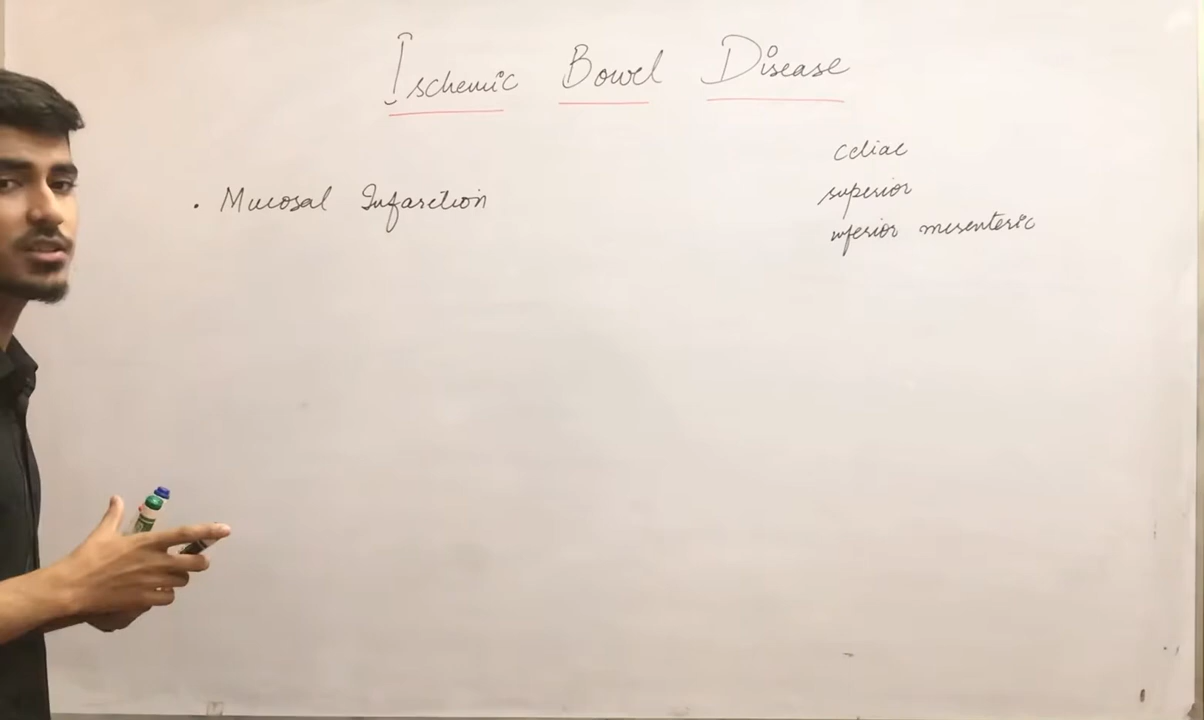 Ischemic Bowel Disease
celiac
superior
inferior mesenteric
. Mucosal Infarction